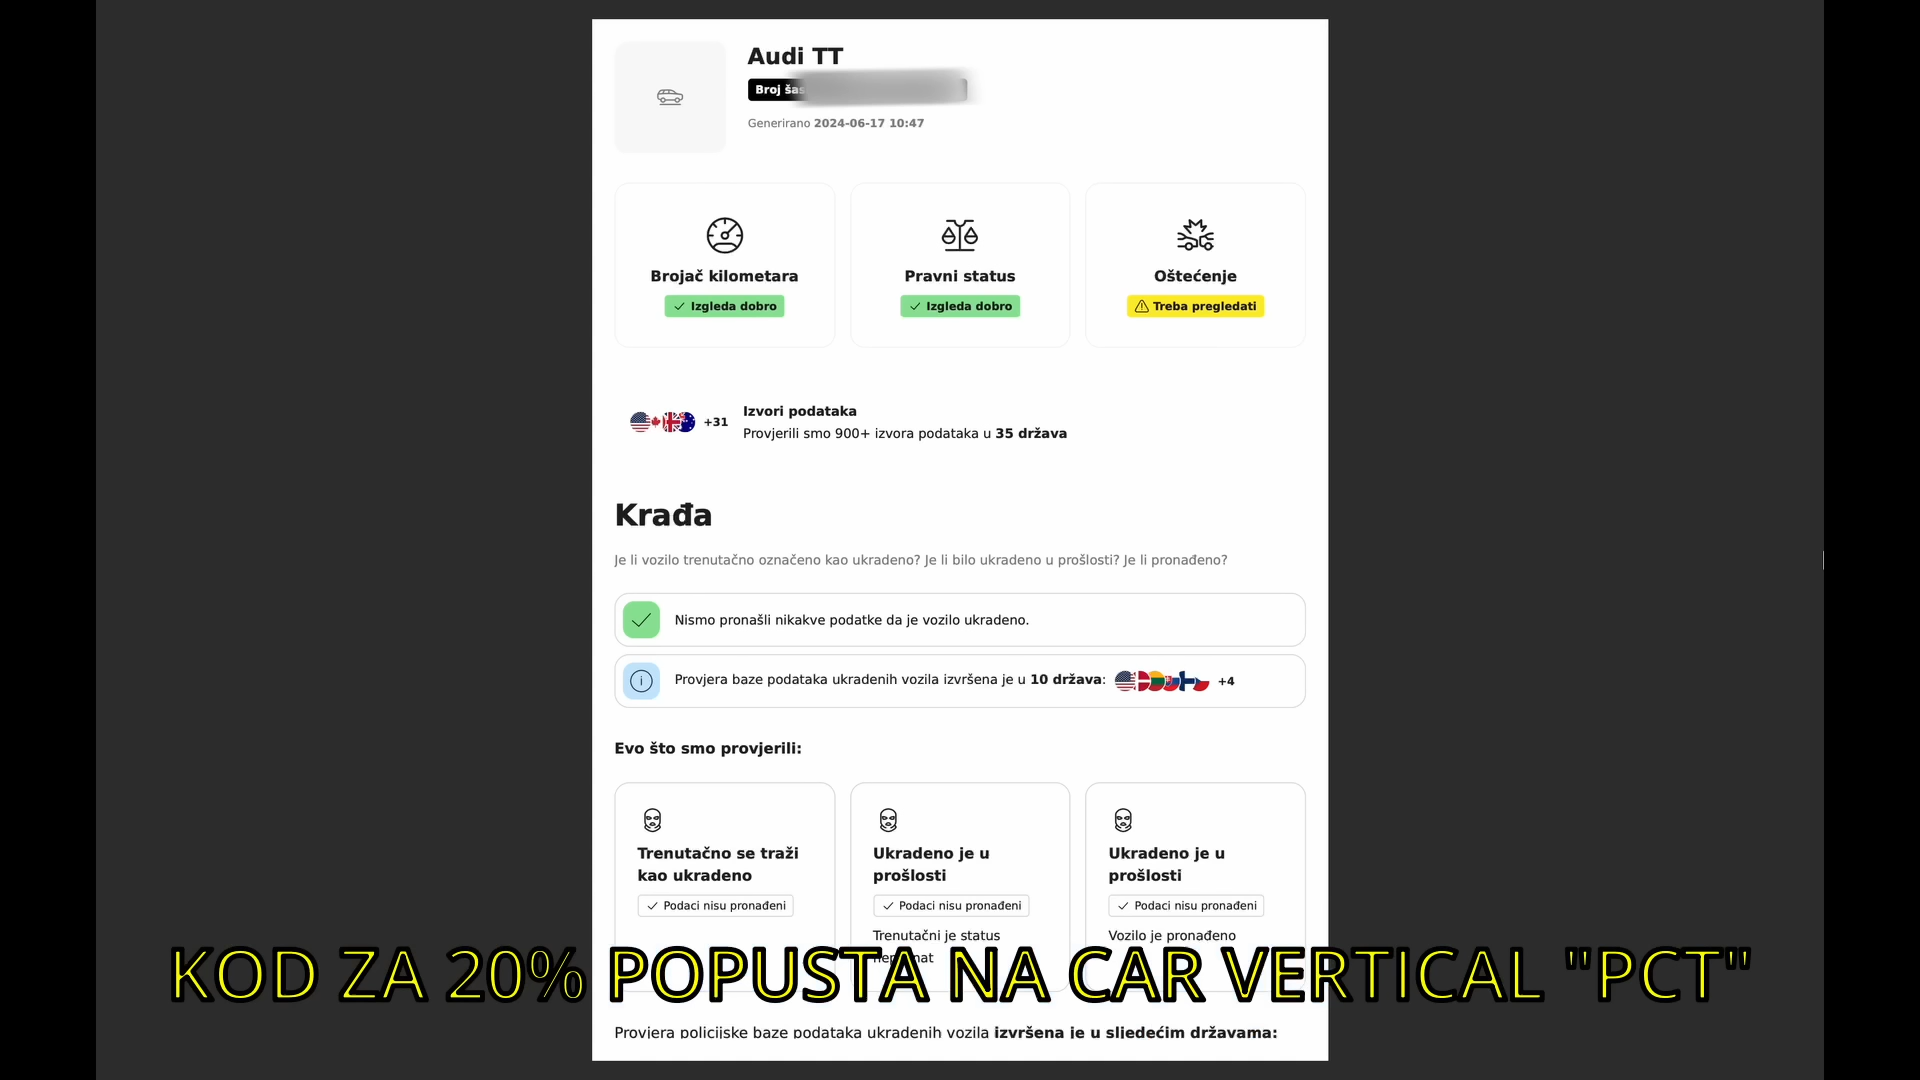 Audi TT
Broj šas
Generirano 2024-06-17 10:47
Brojač kilometara
Izgleda dobro
Pravni status
Izgleda dobro
Oštećenje
Treba pregledati
+31
Izvori podataka
Provjerili smo 900+ izvora podataka u 35 država
Krađa
Je li vozilo trenutačno označeno kao ukradeno? Je li bilo ukradeno u prošlosti? Je li pronađeno?
Nismo pronašli nikakve podatke da je vozilo ukradeno.
Provjera baze podataka ukradenih vozila izvršena je u 10 država: +4
Evo što smo provjerili:
Trenutačno se traži
kao ukradeno
Podaci nisu pronađeni
Ukradeno je u
prošlosti
Podaci nisu pronađeni
Trenutačni je status
Ukradeno je u
prošlosti
Podaci nisu pronađeni
Vozilo je pronađeno
KOD ZA 20% POPUSTA NA CAR VERTICAL "PCT"
Provjera policijske baze podataka ukradenih vozila izvršena je u sljedećim državama: